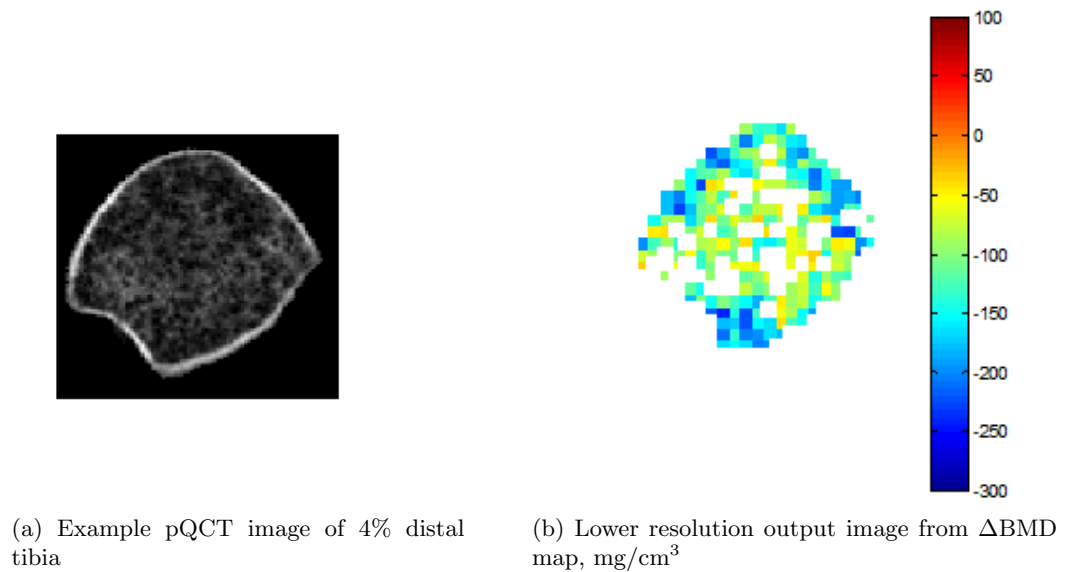 100
50
0
-50
-100
-150
-200
-250
-300
(a) Example pQCT image of 4% distal
tibia
(b) Lower resolution output image from ΔBMD
map, mg/cm³